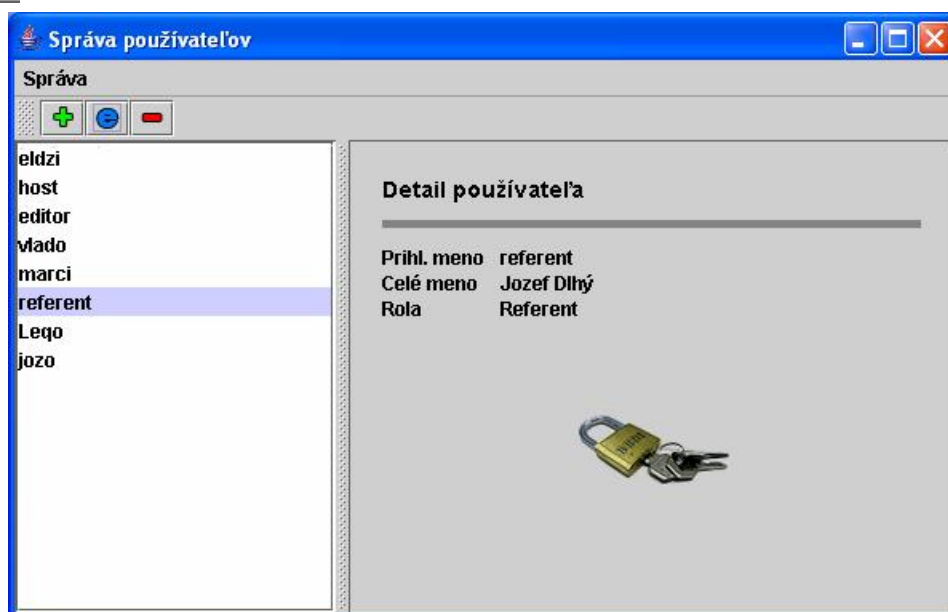 Správa používateľov
Správa
eldzi
host
editor
vlado
marci
referent
Leqo
jozo
Detail používateľa
Prihl. meno referent
Celé meno Jozef Dlhý
Rola Referent